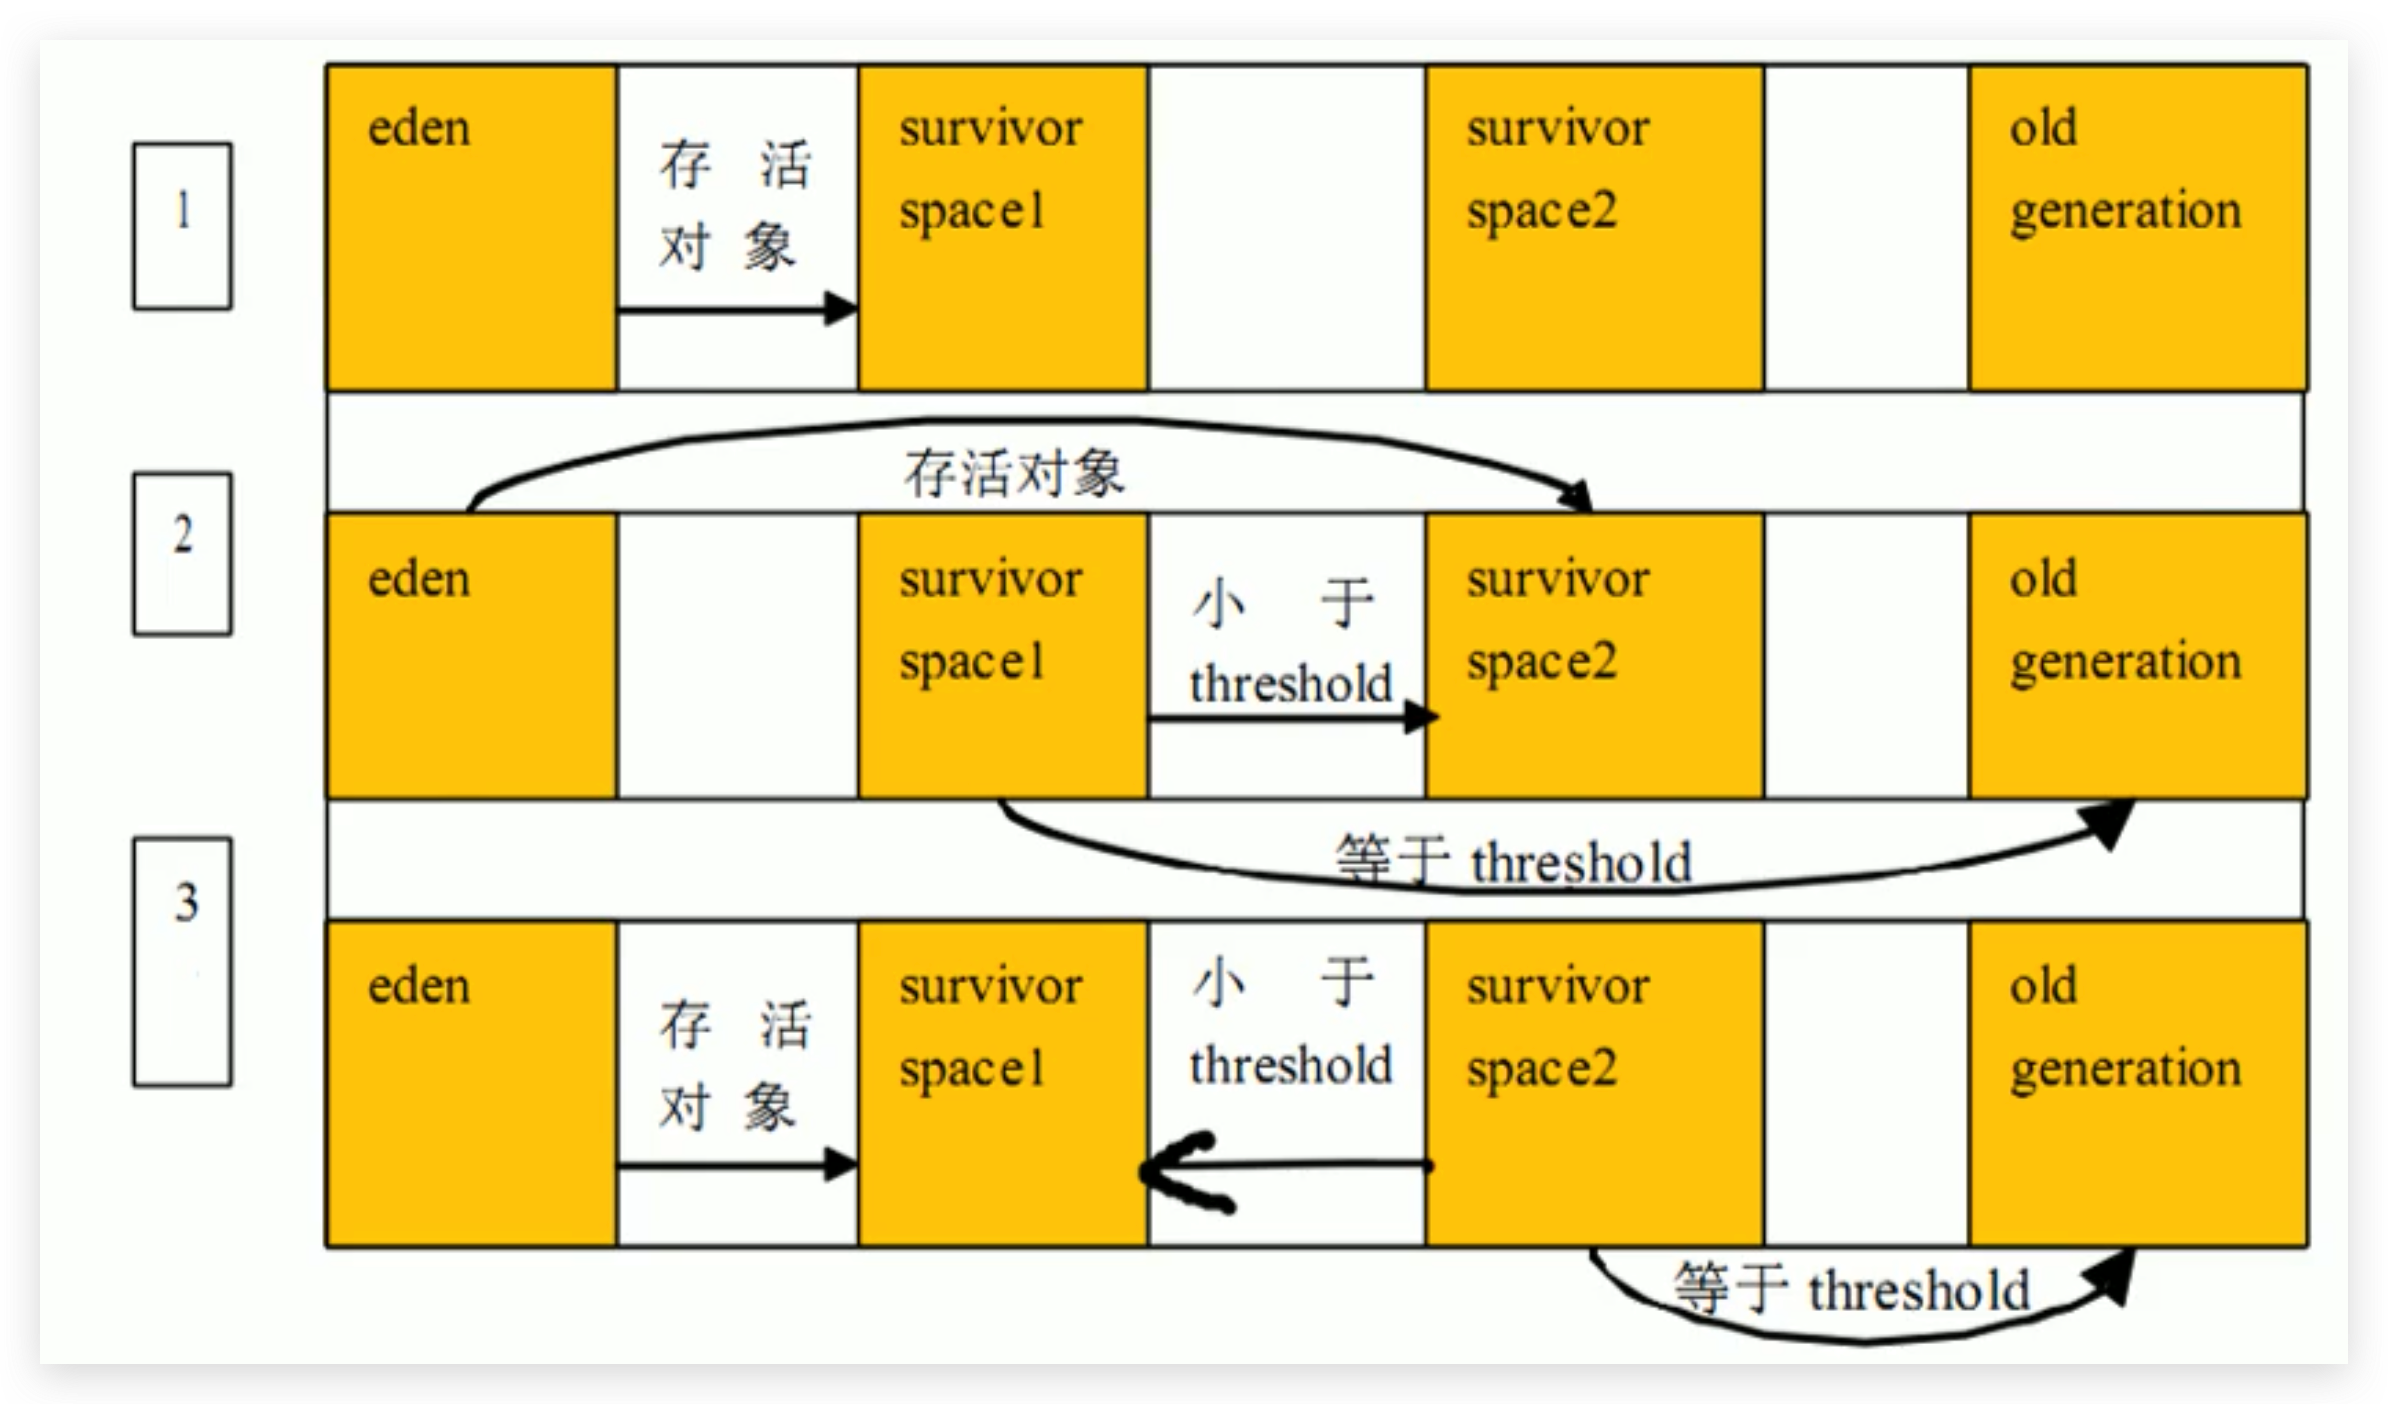 1
eden
存 活
对 象
survivor
space1
survivor
space2
old
generation
2
存活对象
eden
survivor
space1
小 于
threshold
survivor
space2
old
generation
等于 threshold
3
eden
存 活
对 象
survivor
space1
小 于
threshold
survivor
space2
old
generation
等于 threshold